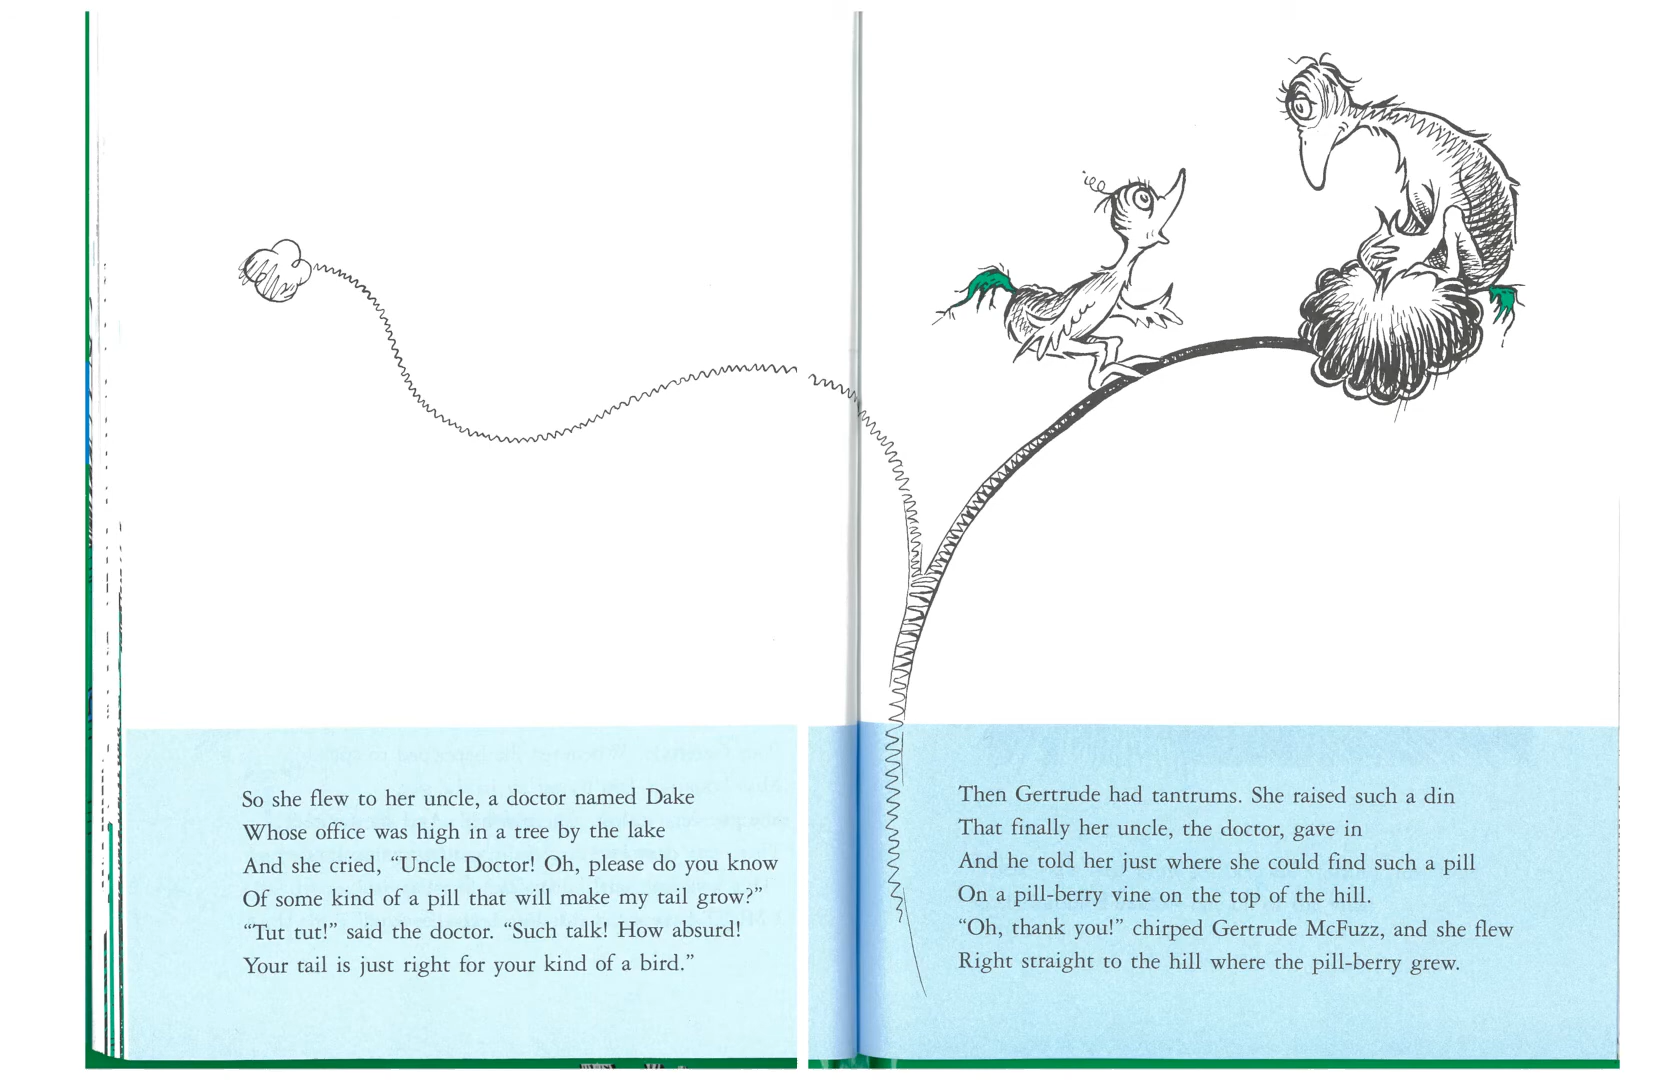 So she flew to her uncle, a doctor named Dake
Whose office was high in a tree by the lake
And she cried, “Uncle Doctor! Oh, please do you know
Of some kind of a pill that will make my tail grow?”
“Tut tut!” said the doctor. “Such talk! How absurd!
Your tail is just right for your kind of a bird.”
Then Gertrude had tantrums. She raised such a din
That finally her uncle, the doctor, gave in
And he told her just where she could find such a pill
On a pill-berry vine on the top of the hill.
“Oh, thank you!” chirped Gertrude McFuzz, and she flew
Right straight to the hill where the pill-berry grew.